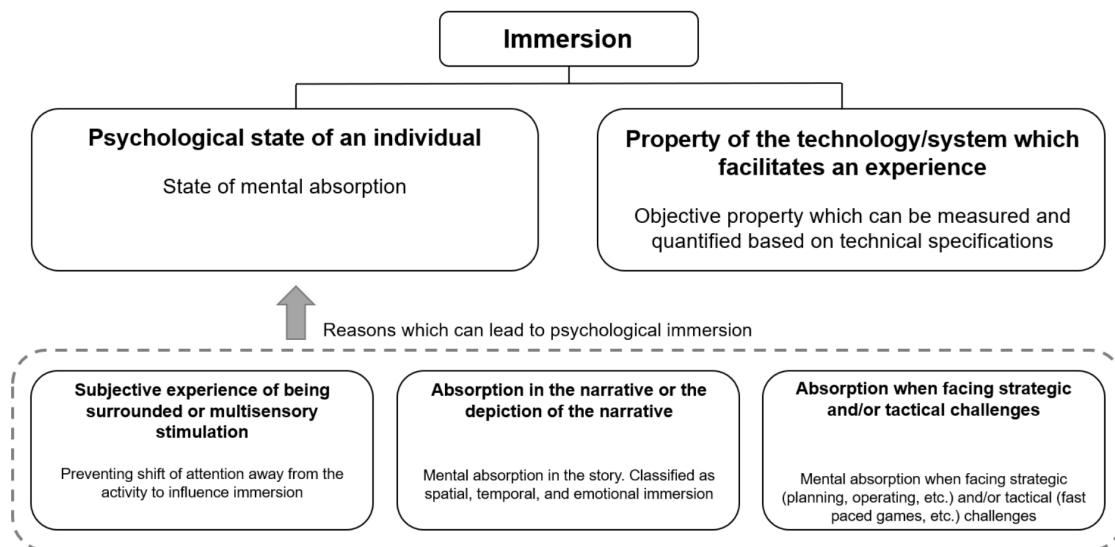 Immersion
Psychological state of an individual
State of mental absorption
Property of the technology/system which
facilitates an experience
Objective property which can be measured and
quantified based on technical specifications
Reasons which can lead to psychological immersion
Subjective experience of being
surrounded or multisensory
stimulation
Preventing shift of attention away from the
activity to influence immersion
Absorption in the narrative or the
depiction of the narrative
Mental absorption in the story. Classified as
spatial, temporal, and emotional immersion
Absorption when facing strategic
and/or tactical challenges
Mental absorption when facing strategic
(planning, operating, etc.) and/or tactical (fast
paced games, etc.) challenges